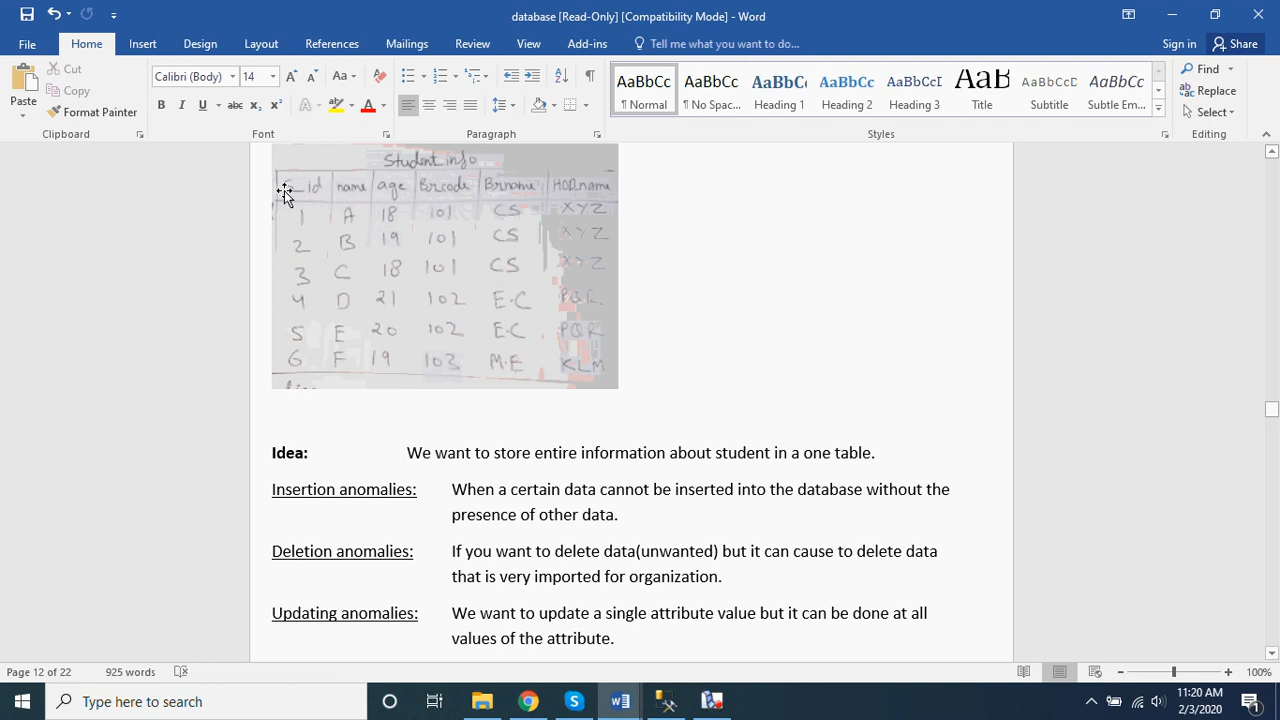 database [Read-Only] [Compatibility Mode] - Word
File Home Insert Design Layout References Mailings Review View Add-ins Tell me what you want to do... Sign in Share
Paste Cut Copy Format Painter
Calibri (Body) 14
AaBbCc AaBbCc AaBbCc AaBbCc AaBbCcD AaB AaBbCcD AaBbCc
¶ Normal ¶ No Spac... Heading 1 Heading 2 Heading 3 Title Subtitle Subtle Em...
Find Replace Select
Clipboard Font Paragraph Styles Editing
Student info
S_id name age Br.code Br.name HOD_name
1 A 18 101 CS XYZ
2 B 19 101 CS XYZ
3 C 18 101 CS XYZ
4 D 21 102 E.C PQR
5 E 20 102 E.C PQR
6 F 19 103 M.E KLM
Idea: We want to store entire information about student in a one table.
Insertion anomalies: When a certain data cannot be inserted into the database without the
presence of other data.
Deletion anomalies: If you want to delete data(unwanted) but it can cause to delete data
that is very imported for organization.
Updating anomalies: We want to update a single attribute value but it can be done at all
values of the attribute.
Page 12 of 22 925 words 100%
Type here to search 11:20 AM
2/3/2020